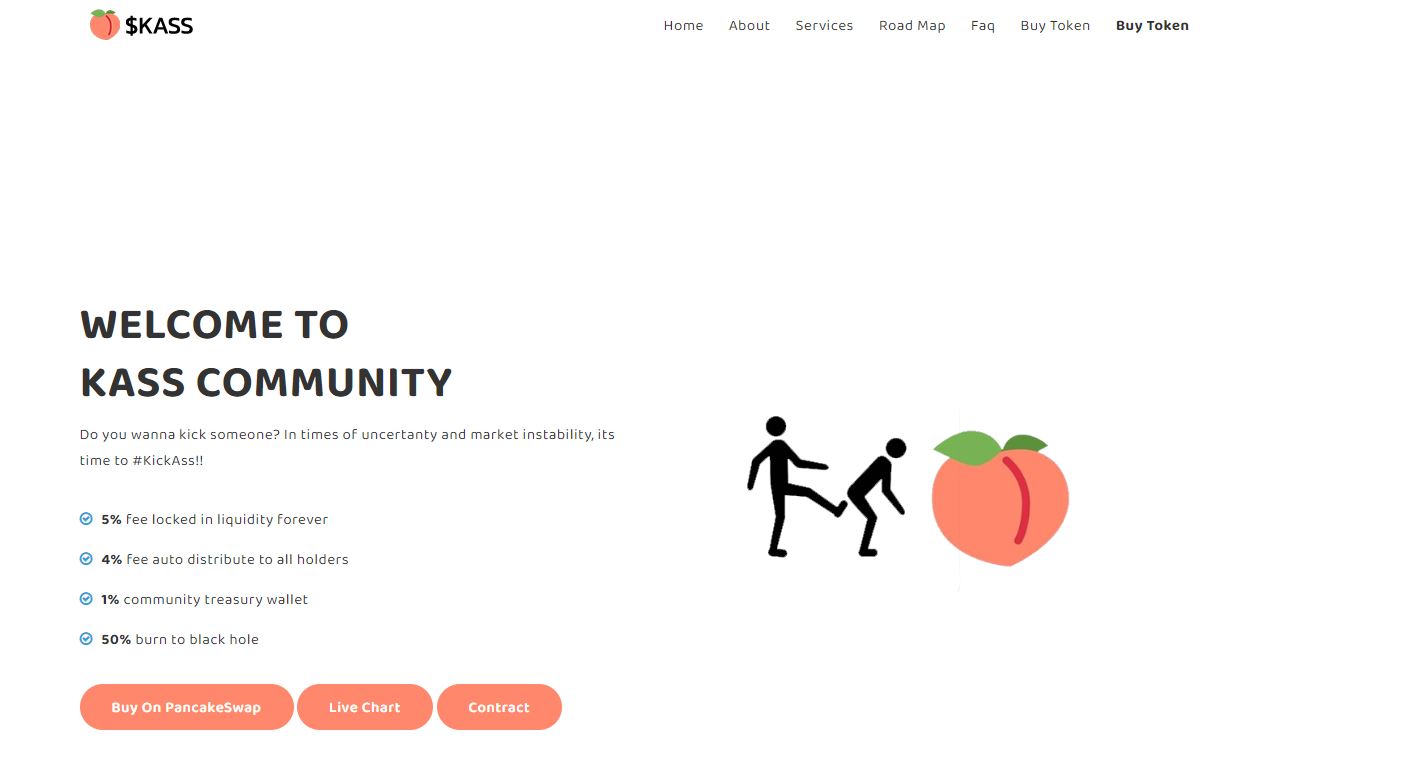 $KASS
Home About Services Road Map Faq Buy Token Buy Token
WELCOME TO
KASS COMMUNITY
Do you wanna kick someone? In times of uncertanty and market instability, its
time to #KickAss!!
5% fee locked in liquidity forever
4% fee auto distribute to all holders
1% community treasury wallet
50% burn to black hole
Buy On PancakeSwap Live Chart Contract